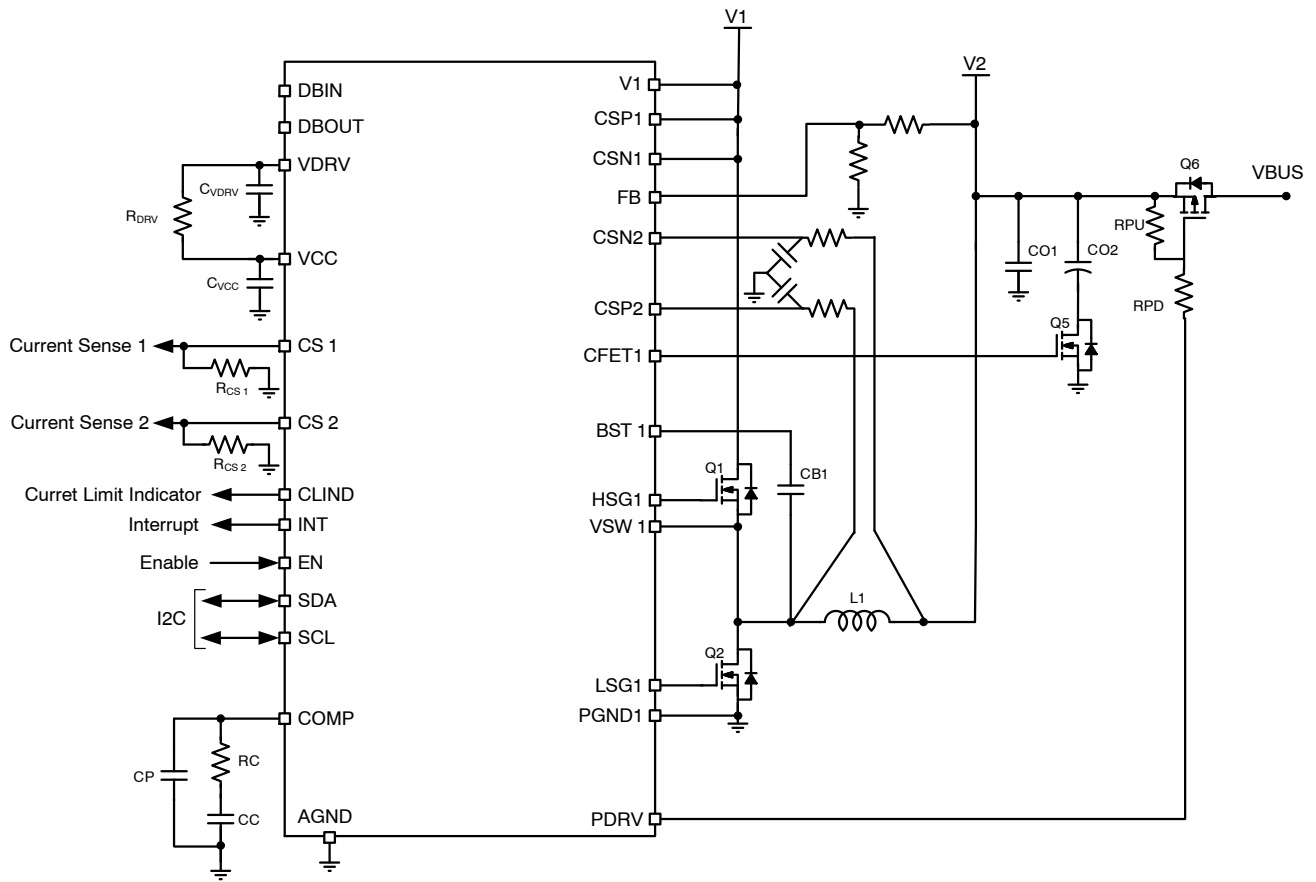 V1
V2
DBIN
DBOUT
VDRV
CVDRV
RDRV
VCC
CVCC
Current Sense 1
CS 1
RCS 1
Current Sense 2
CS 2
RCS 2
Curret Limit Indicator
CLIND
Interrupt
INT
Enable
EN
I2C
SDA
SCL
COMP
CP
RC
CC
AGND
V1
CSP1
CSN1
FB
CSN2
CSP2
CFET1
BST 1
HSG1
VSW 1
LSG1
PGND1
PDRV
Q1
CB1
L1
Q2
CO1
CO2
Q5
RPU
RPD
Q6
VBUS